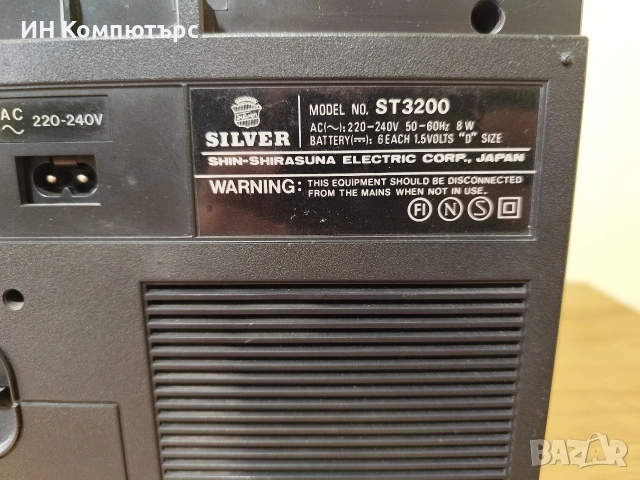 ИН Компютърс
AC
~ 220-240V
SILVER
MODEL NO. ST3200
AC(~): 220-240V 50-60Hz 8W
BATTERY(⎓): 6 EACH 1.5VOLTS "D" SIZE
SHIN-SHIRASUNA ELECTRIC CORP., JAPAN
WARNING: THIS EQUIPMENT SHOULD BE DISCONNECTED
FROM THE MAINS WHEN NOT IN USE.
FI N S
BAZAR